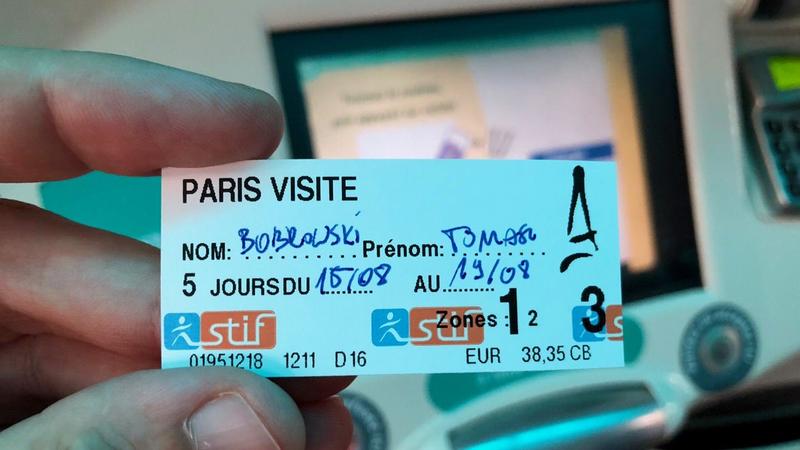 PARIS VISITE
NOM: BOBROWSKI Prénom: TOMASZ
5 JOURS DU 15/08 AU 19/08
stif stif Zones : 1 2 3
01951218 1211 D16 EUR 38,35 CB